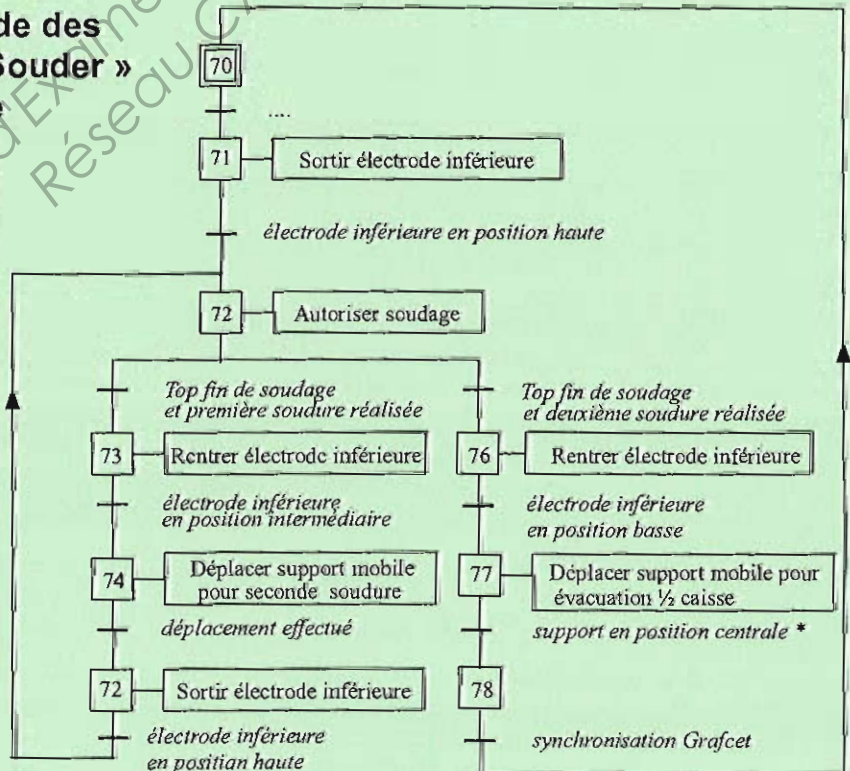 de des
Souder »
d'Exame
Réseau
70
....
71
Sortir électrode inférieure
électrode inférieure en position haute
72
Autoriser soudage
Top fin de soudage
et première soudure réalisée
Top fin de soudage
et deuxième soudure réalisée
73
Rentrer électrode inférieure
76
Rentrer électrode inférieure
électrode inférieure
en position intermédiaire
électrode inférieure
en position basse
74
Déplacer support mobile
pour seconde soudure
77
Déplacer support mobile pour
évacuation ½ caisse
déplacement effectué
support en position centrale *
72
Sortir électrode inférieure
78
électrode inférieure
en position haute
synchronisation Grafcet